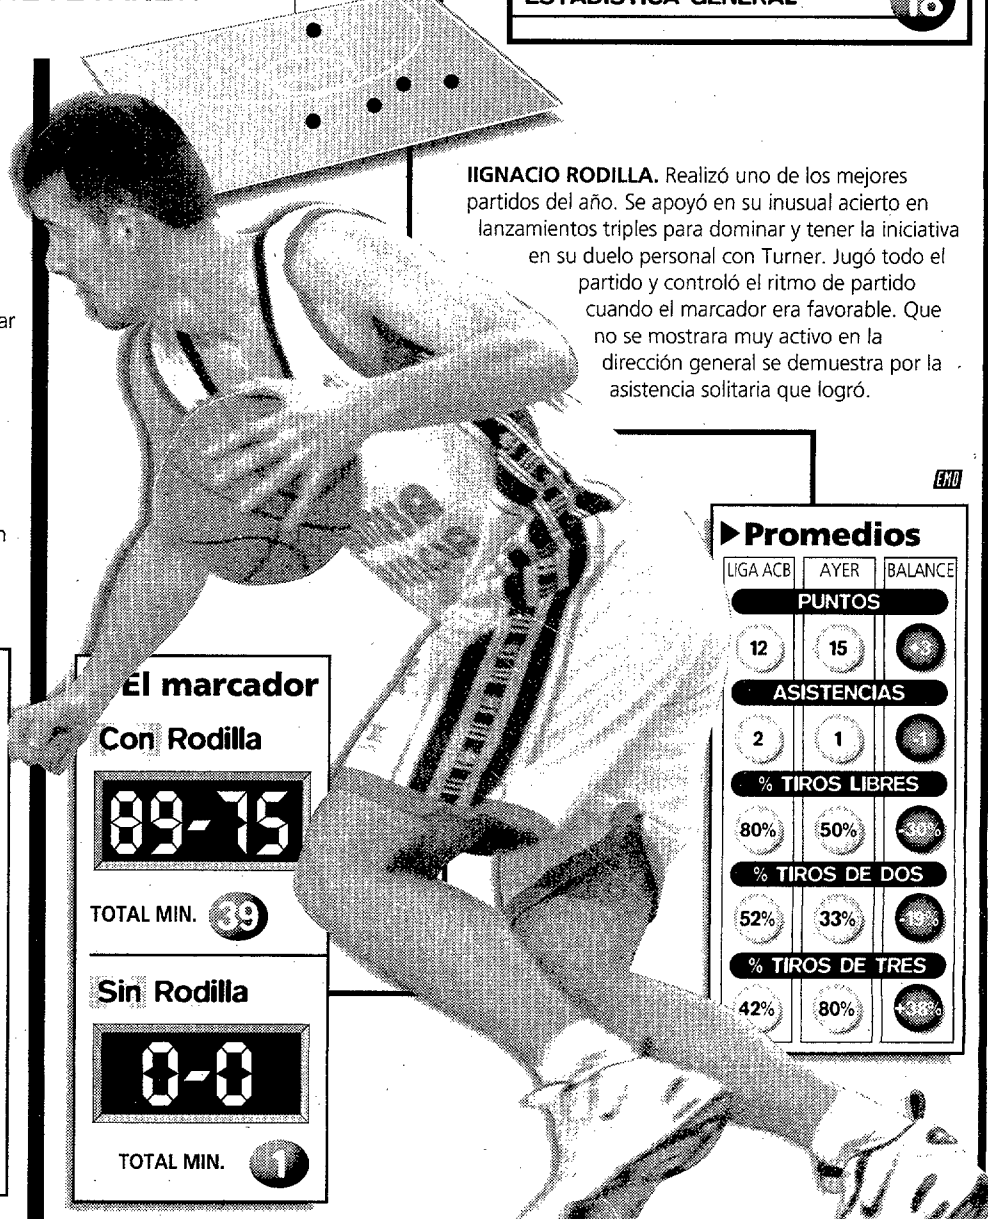 ESTADÍSTICA GENERAL
18
IIGNACIO RODILLA. Realizó uno de los mejores
partidos del año. Se apoyó en su inusual acierto en
lanzamientos triples para dominar y tener la iniciativa
en su duelo personal con Turner. Jugó todo el
partido y controló el ritmo de partido
cuando el marcador era favorable. Que
no se mostrara muy activo en la
dirección general se demuestra por la
asistencia solitaria que logró.
EMD
Promedios
LIGA ACB AYER BALANCE
PUNTOS
12 15 +3
ASISTENCIAS
2 1 -1
% TIROS LIBRES
80% 50% -30%
% TIROS DE DOS
52% 33% -19%
% TIROS DE TRES
42% 80% +38%
El marcador
Con Rodilla
89-75
TOTAL MIN. 39
Sin Rodilla
0-0
TOTAL MIN. 1